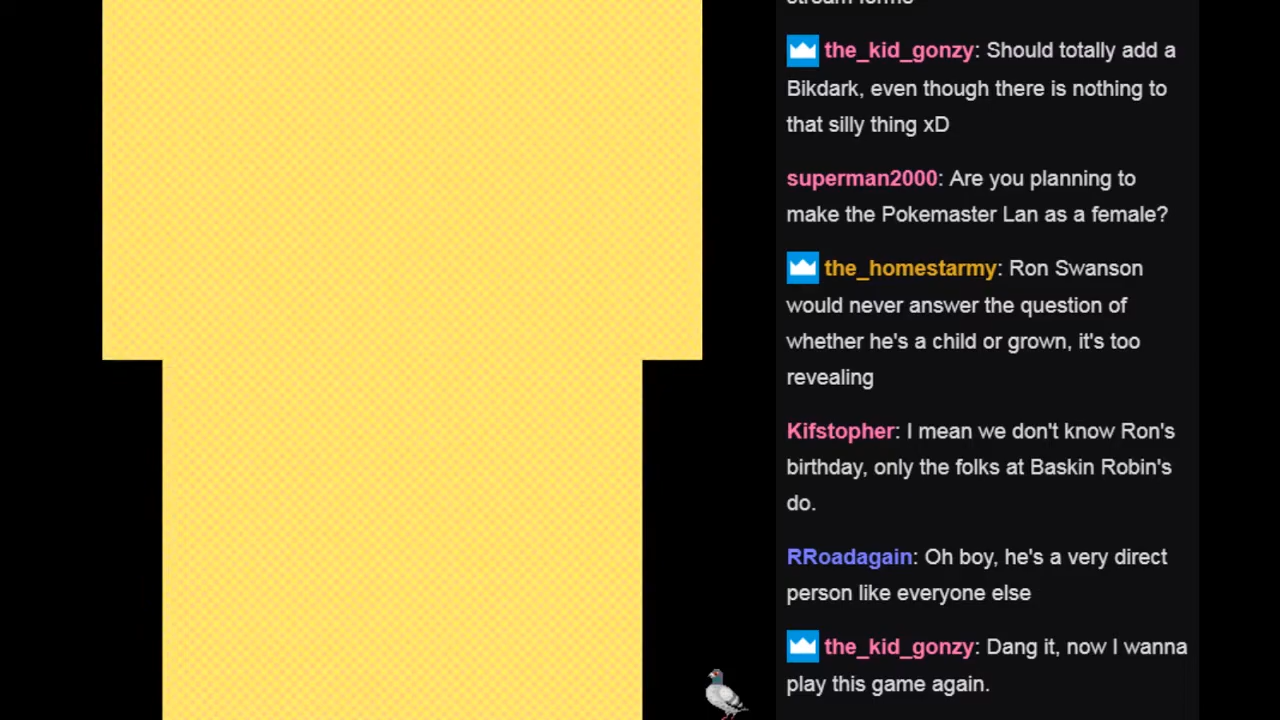 stream forms
the_kid_gonzy: Should totally add a
Bikdark, even though there is nothing to
that silly thing xD
superman2000: Are you planning to
make the Pokemaster Lan as a female?
the_homestarmy: Ron Swanson
would never answer the question of
whether he's a child or grown, it's too
revealing
Kifstopher: I mean we don't know Ron's
birthday, only the folks at Baskin Robin's
do.
RRoadagain: Oh boy, he's a very direct
person like everyone else
the_kid_gonzy: Dang it, now I wanna
play this game again.